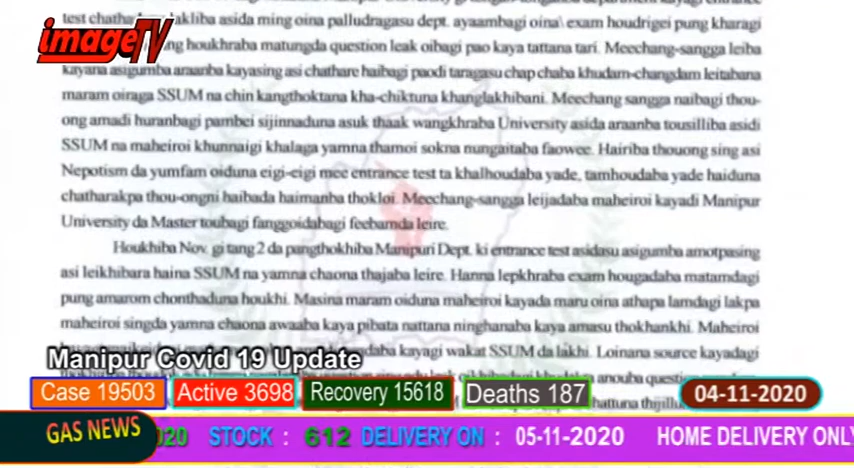 test
akliba asida ming oina palludragasu dept. ayaambagi oina\ exam houdrigei pung kharagi
imageTV
houkhraba matungda question leak oibagi pao kaya tattana tari. Meechang-sangga leiba
kayana asigumba araanba kayasing asi chathare haibagi paodi taragasu chap chaba khudam-changdam leitabana
maram oiraga SSUM na chin kangthoktana kha-chiktuna khanglakhibani. Meechang sangga naibagi thou-
ong amadi huranbagi pambei sijinnaduna asuk thaak wangkhraba University asida araanba tousilliba asidi
SSUM na maheiroi khunnaigi khalaga yamna thamoi sokna nungaitaba faowee. Hairiba thouong sing asi
Nepotism da yumfam oiduna eigi-eigi mee entrance test ta khalhoudaba yade, tamhoudaba yade haiduna
chatharakpa thou-ongni haibada haimanba thokloi. Meechang-sangga leijadaba maheiroi kayadi Manipur
University da Master toubagi fanggoidabagi feebamda leire.
Houkhiba Nov. gi tang 2 da pangthokhiba Manipuri Dept. ki entrance test asidasu asigumba amotpasing
asi leikhibara haina SSUM na yamna chaona thajaba leire. Hanna lepkhraba exam hougadaba matamdagi
pung amarom chonthaduna houkhi. Masina maram oiduna maheiroi kayada maru oina athapa lamdagi lakpa
maheiroi singda yamna chaona awaaba kaya pibata nattana ninghanaba kaya amasu thokhankhi. Maheiroi
Manipur Covid 19 Update
kayagi wakat SSUM da lakhi. Loinana source kayadagi
anouba
Case 19503 Active 3698 Recovery 15618 Deaths 187 04-11-2020
GAS NEWS 020 STOCK : 612 DELIVERY ON : 05-11-2020 HOME DELIVERY ONLY